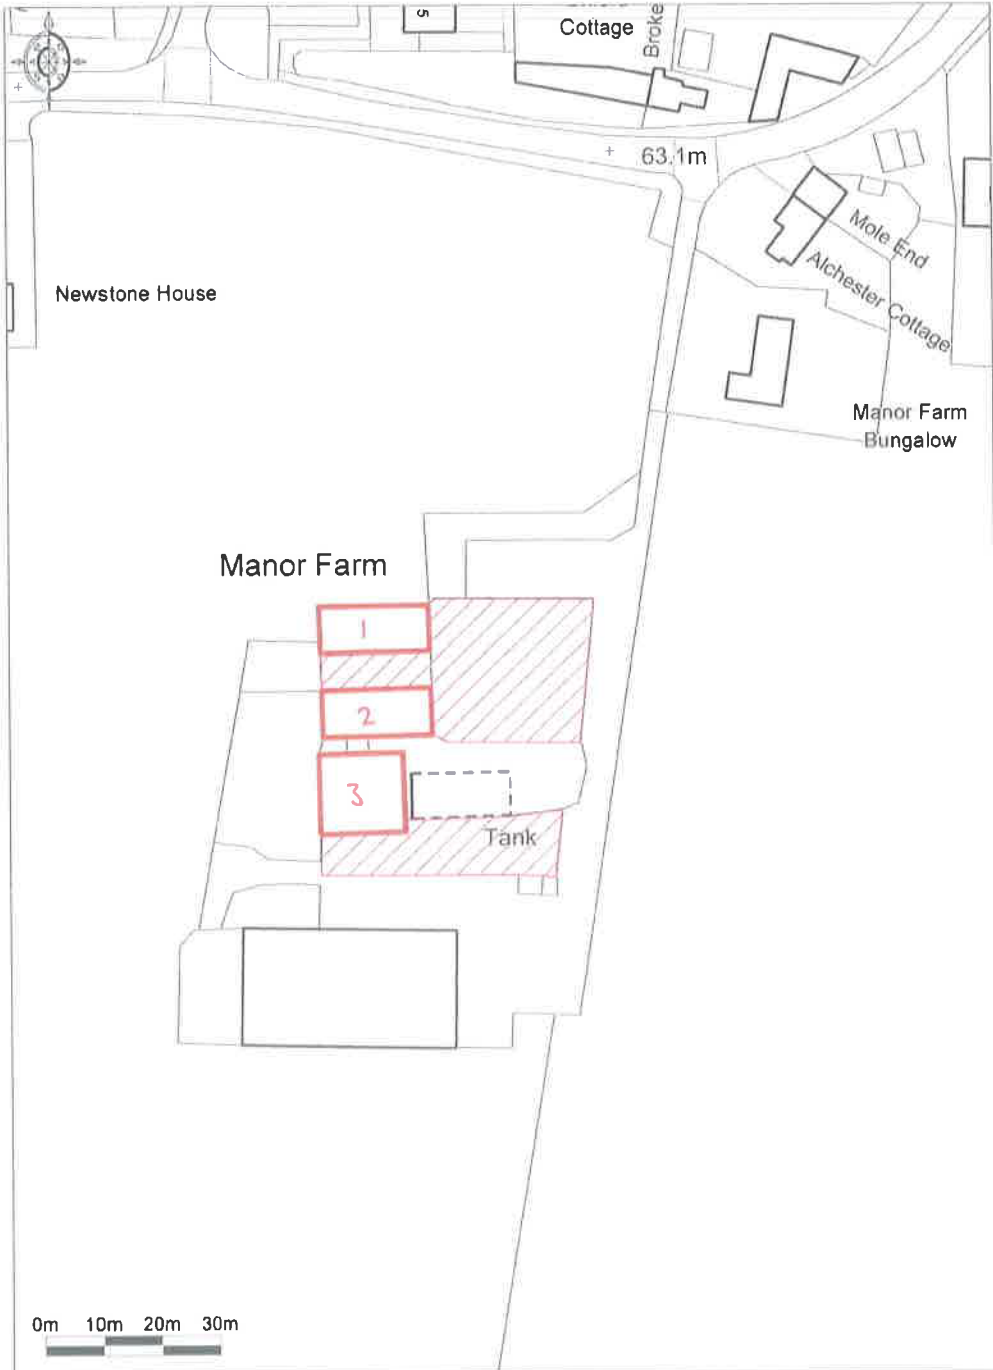 5
Cottage
Broke
63.1m
Mole End
Alchester Cottage
Newstone House
Manor Farm
Bungalow
Manor Farm
1
2
3
Tank
0m 10m 20m 30m